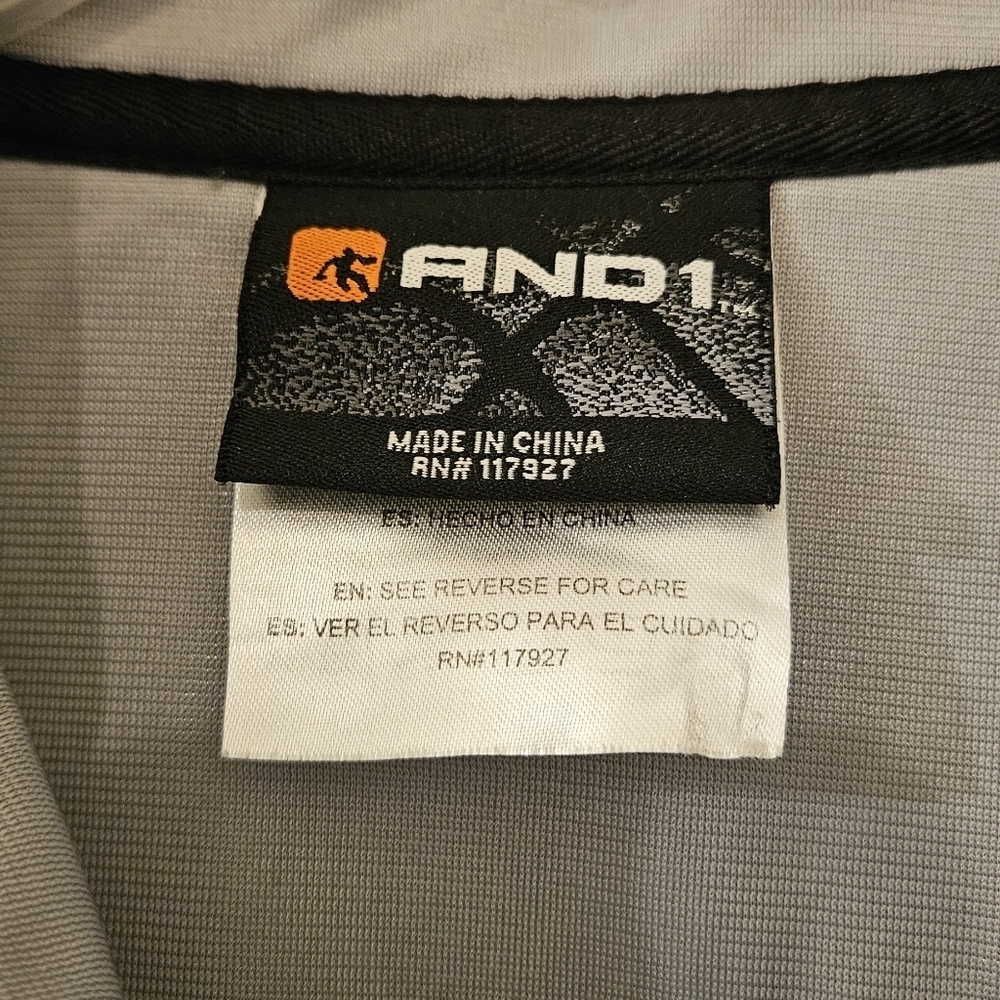 AND1™
MADE IN CHINA
RN# 117927
ES: HECHO EN CHINA
EN: SEE REVERSE FOR CARE
ES: VER EL REVERSO PARA EL CUIDADO
RN#117927